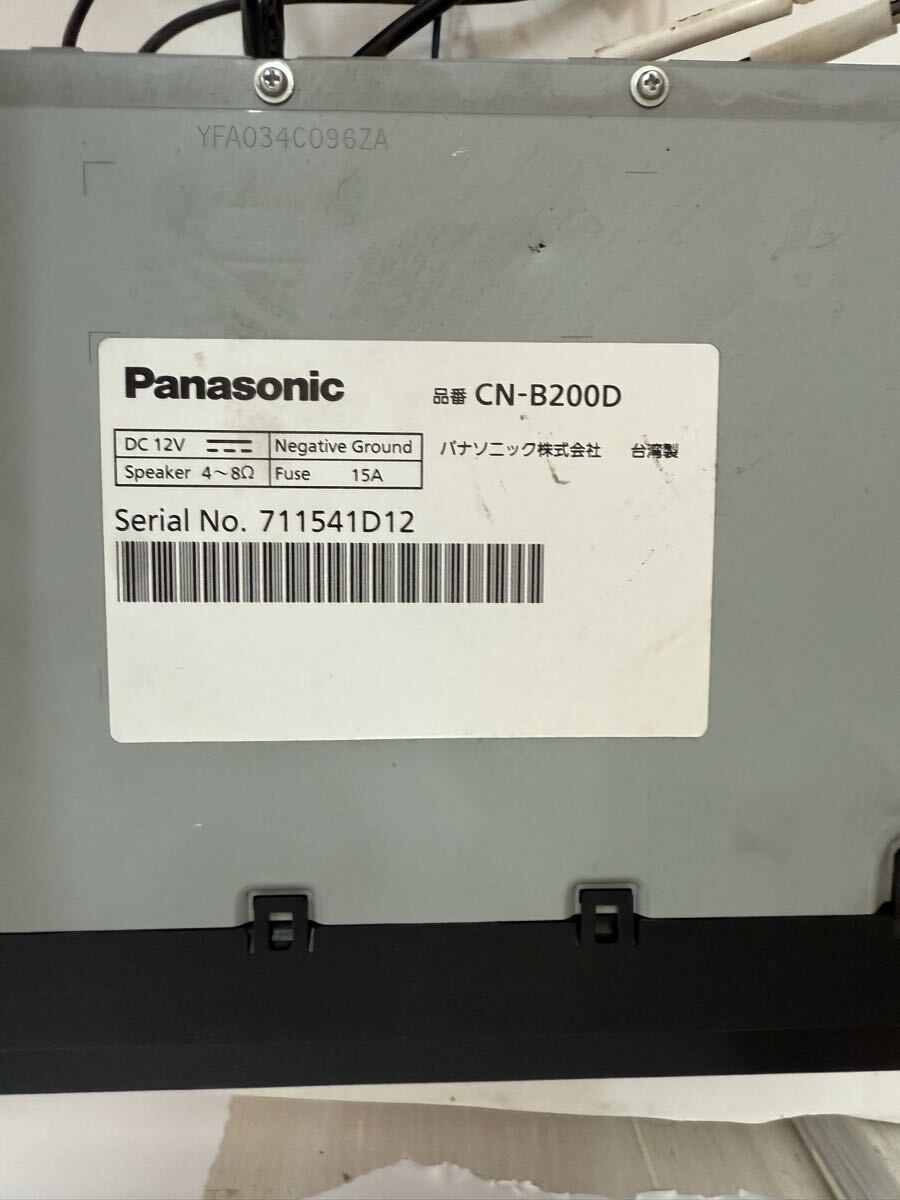 YFA034C096ZA
Panasonic 品番 CN-B200D
DC 12V Negative Ground パナソニック株式会社 台湾製
Speaker 4〜8Ω Fuse 15A
Serial No. 711541D12